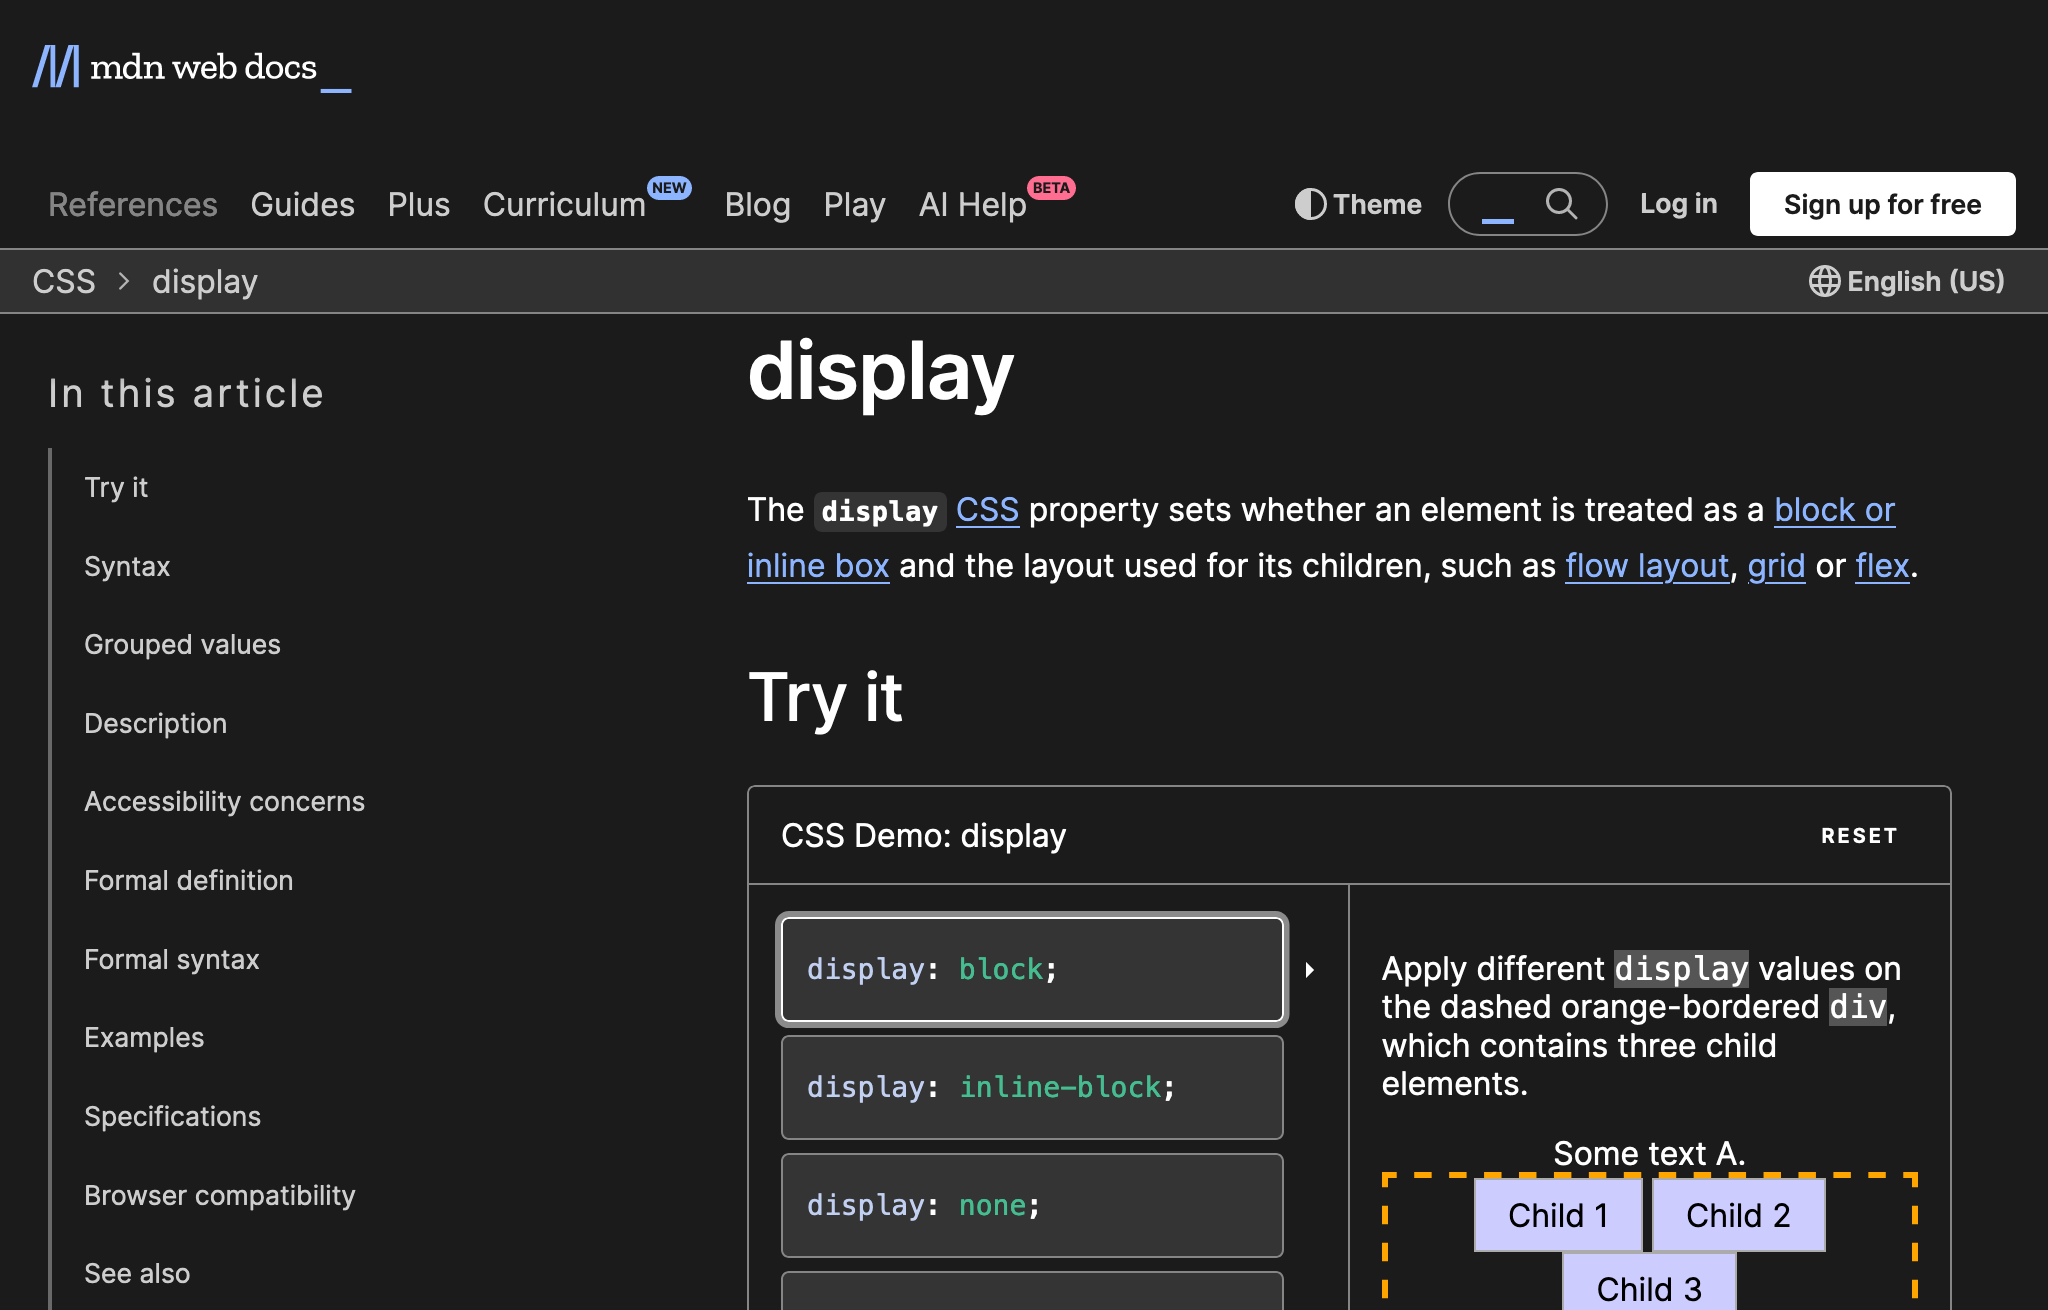 mdn web docs
References Guides Plus Curriculum NEW Blog Play AI Help BETA Theme Log in Sign up for free
CSS display English (US)
In this article
Try it
Syntax
Grouped values
Description
Accessibility concerns
Formal definition
Formal syntax
Examples
Specifications
Browser compatibility
See also
display
The display CSS property sets whether an element is treated as a block or
inline box and the layout used for its children, such as flow layout, grid or flex.
Try it
CSS Demo: display RESET
display: block;
display: inline-block;
display: none;
Apply different display values on
the dashed orange-bordered div,
which contains three child
elements.
Some text A.
Child 1 Child 2
Child 3